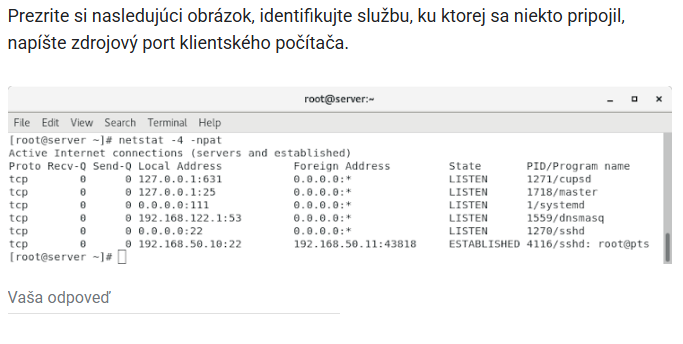 Prezrite si nasledujúci obrázok, identifikujte službu, ku ktorej sa niekto pripojil,
napíšte zdrojový port klientského počítača.
root@server:~
File Edit View Search Terminal Help
[root@server ~]# netstat -4 -npat
Active Internet connections (servers and established)
Proto Recv-Q Send-Q Local Address Foreign Address State PID/Program name
tcp 0 0 127.0.0.1:631 0.0.0.0:* LISTEN 1271/cupsd
tcp 0 0 127.0.0.1:25 0.0.0.0:* LISTEN 1718/master
tcp 0 0 0.0.0.0:111 0.0.0.0:* LISTEN 1/systemd
tcp 0 0 192.168.122.1:53 0.0.0.0:* LISTEN 1559/dnsmasq
tcp 0 0 0.0.0.0:22 0.0.0.0:* LISTEN 1270/sshd
tcp 0 0 192.168.50.10:22 192.168.50.11:43818 ESTABLISHED 4116/sshd: root@pts
[root@server ~]#
Vaša odpoveď